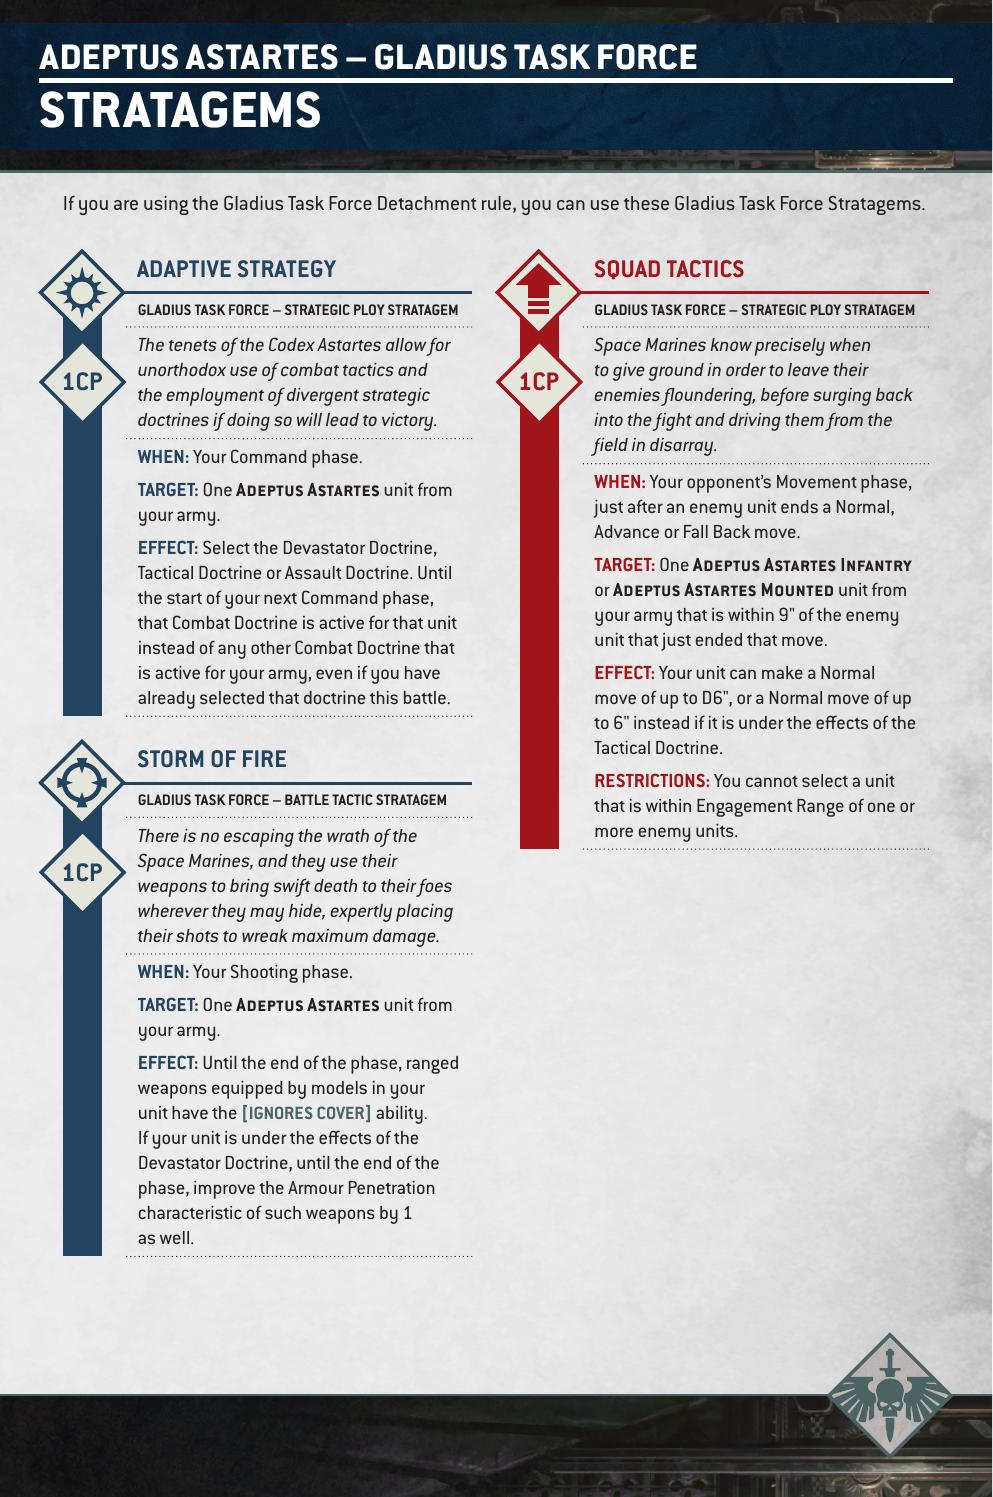 ADEPTUS ASTARTES – GLADIUS TASK FORCE
STRATAGEMS
If you are using the Gladius Task Force Detachment rule, you can use these Gladius Task Force Stratagems.
ADAPTIVE STRATEGY
GLADIUS TASK FORCE – STRATEGIC PLOY STRATAGEM
1CP
The tenets of the Codex Astartes allow for
unorthodox use of combat tactics and
the employment of divergent strategic
doctrines if doing so will lead to victory.
WHEN: Your Command phase.
TARGET: One ADEPTUS ASTARTES unit from
your army.
EFFECT: Select the Devastator Doctrine,
Tactical Doctrine or Assault Doctrine. Until
the start of your next Command phase,
that Combat Doctrine is active for that unit
instead of any other Combat Doctrine that
is active for your army, even if you have
already selected that doctrine this battle.
STORM OF FIRE
GLADIUS TASK FORCE – BATTLE TACTIC STRATAGEM
1CP
There is no escaping the wrath of the
Space Marines, and they use their
weapons to bring swift death to their foes
wherever they may hide, expertly placing
their shots to wreak maximum damage.
WHEN: Your Shooting phase.
TARGET: One ADEPTUS ASTARTES unit from
your army.
EFFECT: Until the end of the phase, ranged
weapons equipped by models in your
unit have the [IGNORES COVER] ability.
If your unit is under the effects of the
Devastator Doctrine, until the end of the
phase, improve the Armour Penetration
characteristic of such weapons by 1
as well.
SQUAD TACTICS
GLADIUS TASK FORCE – STRATEGIC PLOY STRATAGEM
1CP
Space Marines know precisely when
to give ground in order to leave their
enemies floundering, before surging back
into the fight and driving them from the
field in disarray.
WHEN: Your opponent's Movement phase,
just after an enemy unit ends a Normal,
Advance or Fall Back move.
TARGET: One ADEPTUS ASTARTES INFANTRY
or ADEPTUS ASTARTES MOUNTED unit from
your army that is within 9" of the enemy
unit that just ended that move.
EFFECT: Your unit can make a Normal
move of up to D6", or a Normal move of up
to 6" instead if it is under the effects of the
Tactical Doctrine.
RESTRICTIONS: You cannot select a unit
that is within Engagement Range of one or
more enemy units.